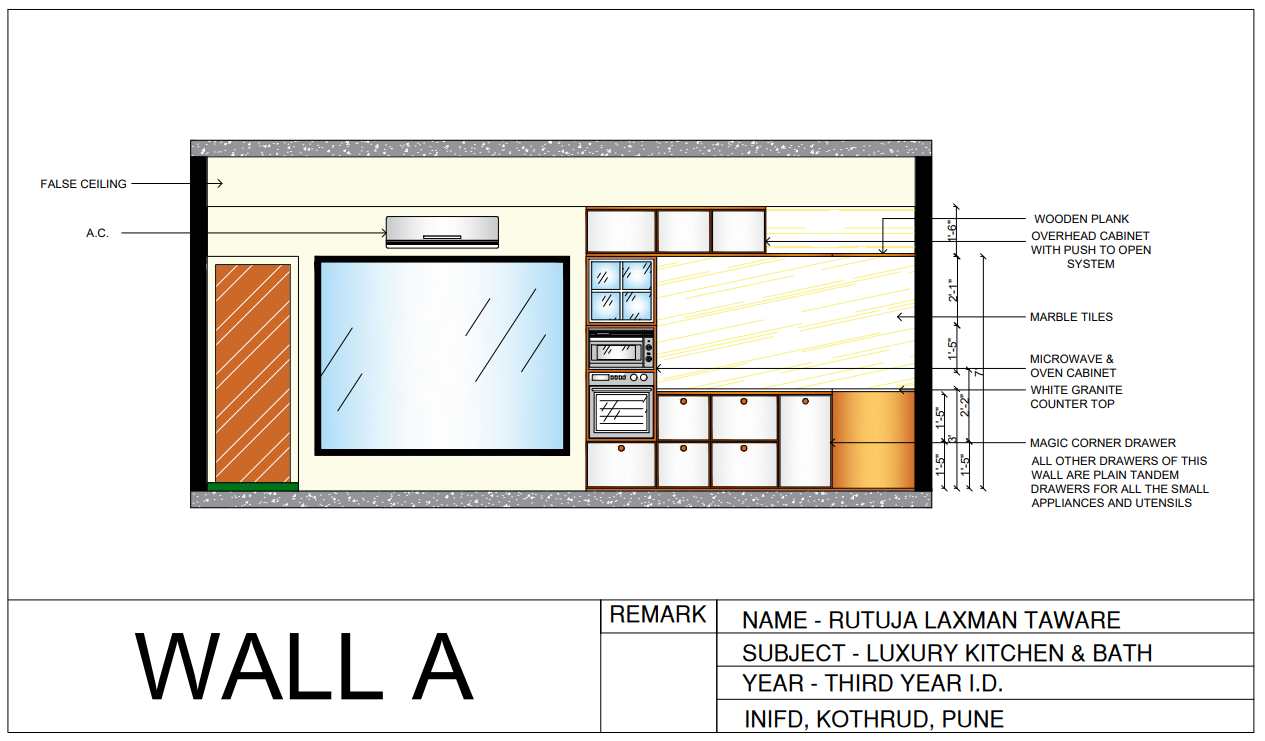 FALSE CEILING
A.C.
WOODEN PLANK
OVERHEAD CABINET
WITH PUSH TO OPEN
SYSTEM
MARBLE TILES
MICROWAVE &
OVEN CABINET
WHITE GRANITE
COUNTER TOP
MAGIC CORNER DRAWER
ALL OTHER DRAWERS OF THIS
WALL ARE PLAIN TANDEM
DRAWERS FOR ALL THE SMALL
APPLIANCES AND UTENSILS
1'-6"
2'-1"
1'-5"
7'
2'-2"
1'-5"
3'
1'-5"
1'-5"
WALL A
REMARK
NAME - RUTUJA LAXMAN TAWARE
SUBJECT - LUXURY KITCHEN & BATH
YEAR - THIRD YEAR I.D.
INIFD, KOTHRUD, PUNE